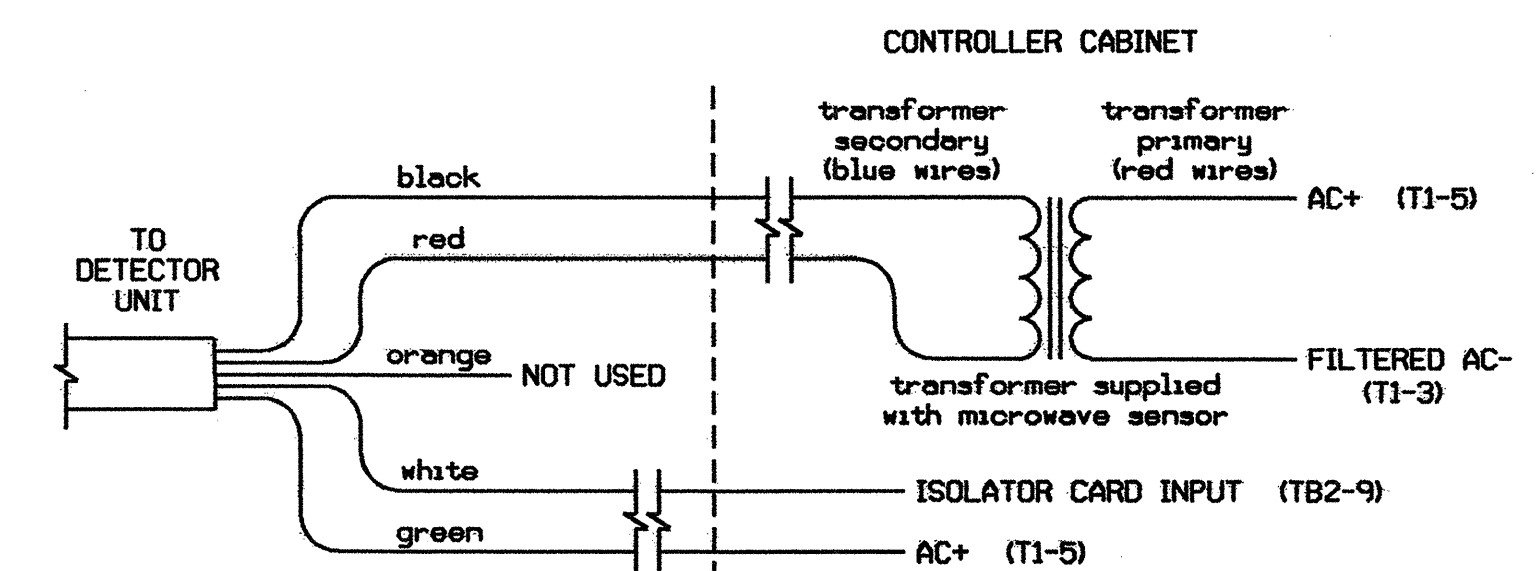 CONTROLLER CABINET
transformer
secondary
(blue wires)
transformer
primary
(red wires)
black
AC+ (T1-5)
red
TO
DETECTOR
UNIT
orange
NOT USED
FILTERED AC-
(T1-3)
transformer supplied
with microwave sensor
white
ISOLATOR CARD INPUT (TB2-9)
green
AC+ (T1-5)